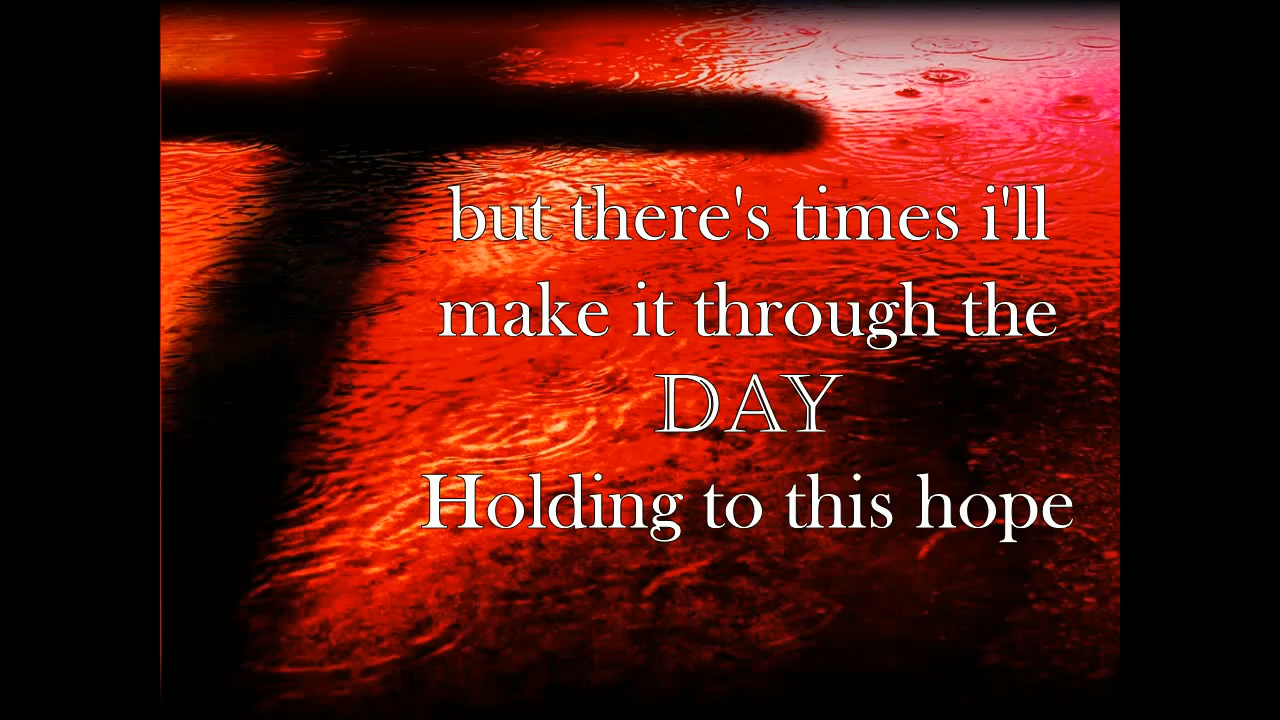 but there's times i'll
make it through the
DAY
Holding to this hope